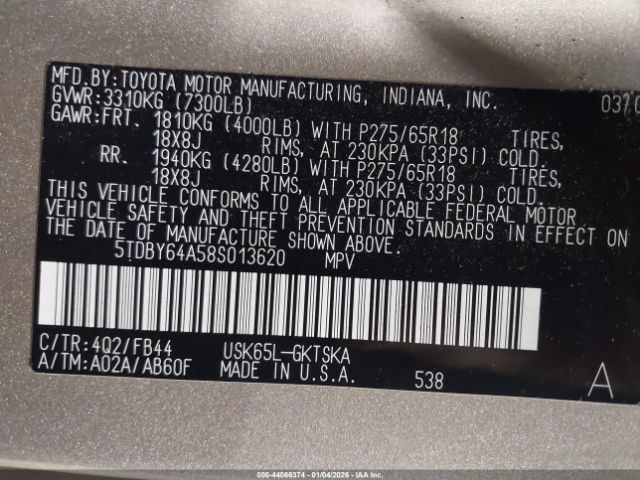 MFD.BY:TOYOTA MOTOR MANUFACTURING, INDIANA, INC. 03/0
GVWR:3310KG (7300LB)
GAWR:FRT. 1810KG (4000LB) WITH P275/65R18 TIRES,
18X8J RIMS, AT 230KPA (33PSI) COLD.
RR. 1940KG (4280LB) WITH P275/65R18 TIRES,
18X8J RIMS, AT 230KPA (33PSI) COLD.
THIS VEHICLE CONFORMS TO ALL APPLICABLE FEDERAL MOTOR
VEHICLE SAFETY AND THEFT PREVENTION STANDARDS IN EFFECT ON
THE DATE OF MANUFACTURE SHOWN ABOVE.
5TDBY64A58S013620 MPV
C/TR:4Q2/FB44 USK65L-GKTSKA
A/TM:A02A/AB60F MADE IN U.S.A. 538 A
000-44066374 | 01/04/2026 | IAAI.COM